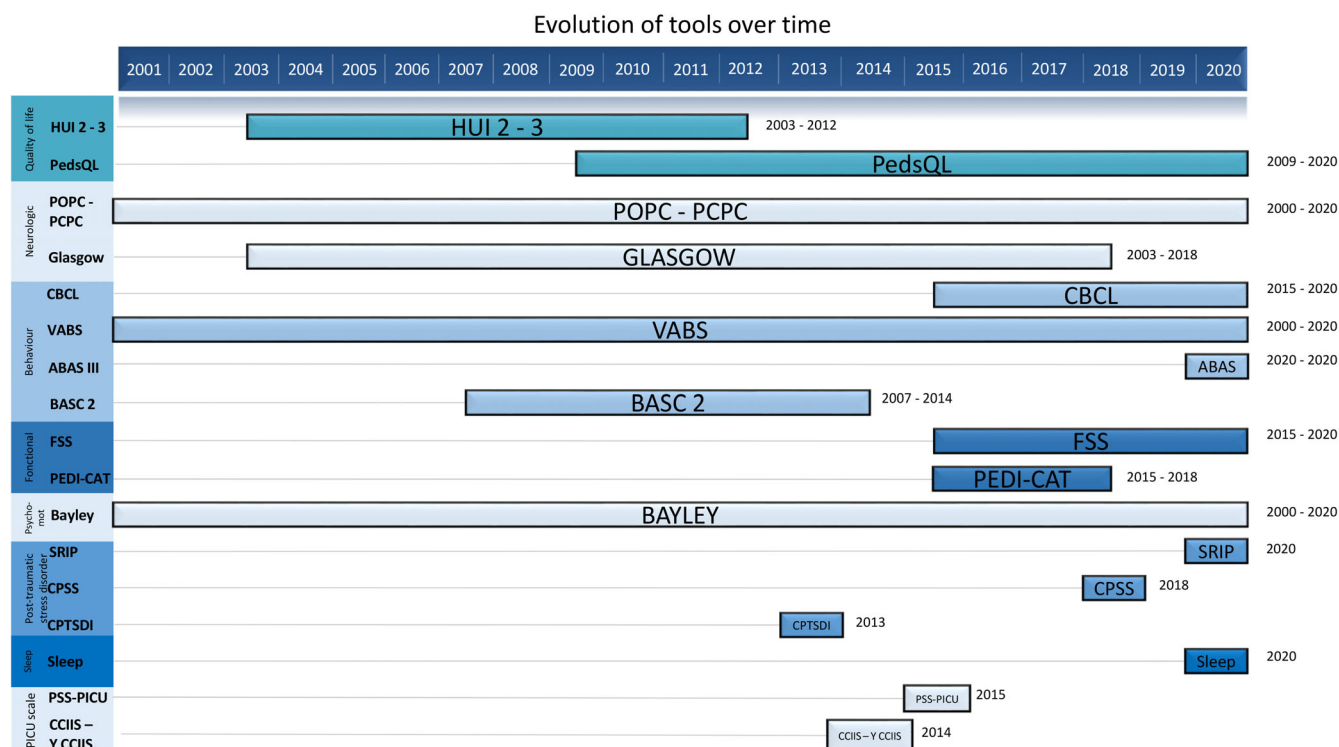 Evolution of tools over time
2001 2002 2003 2004 2005 2006 2007 2008 2009 2010 2011 2012 2013 2014 2015 2016 2017 2018 2019 2020
Quality of life
HUI 2 - 3
HUI 2 - 3
2003 - 2012
PedsQL
PedsQL
2009 - 2020
Neurologic
POPC -
PCPC
POPC - PCPC
2000 - 2020
Glasgow
GLASGOW
2003 - 2018
Behaviour
CBCL
CBCL
2015 - 2020
VABS
VABS
2000 - 2020
ABAS III
ABAS
2020 - 2020
BASC 2
BASC 2
2007 - 2014
Fonctional
FSS
FSS
2015 - 2020
PEDI-CAT
PEDI-CAT
2015 - 2018
Psycho-
mot
Bayley
BAYLEY
2000 - 2020
Post-traumatic
stress disorder
SRIP
SRIP
2020
CPSS
CPSS
2018
CPTSDI
CPTSDI
2013
Sleep
Sleep
Sleep
2020
PICU scale
PSS-PICU
PSS-PICU
2015
CCIIS –
Y CCIIS
CCIIS – Y CCIIS
2014